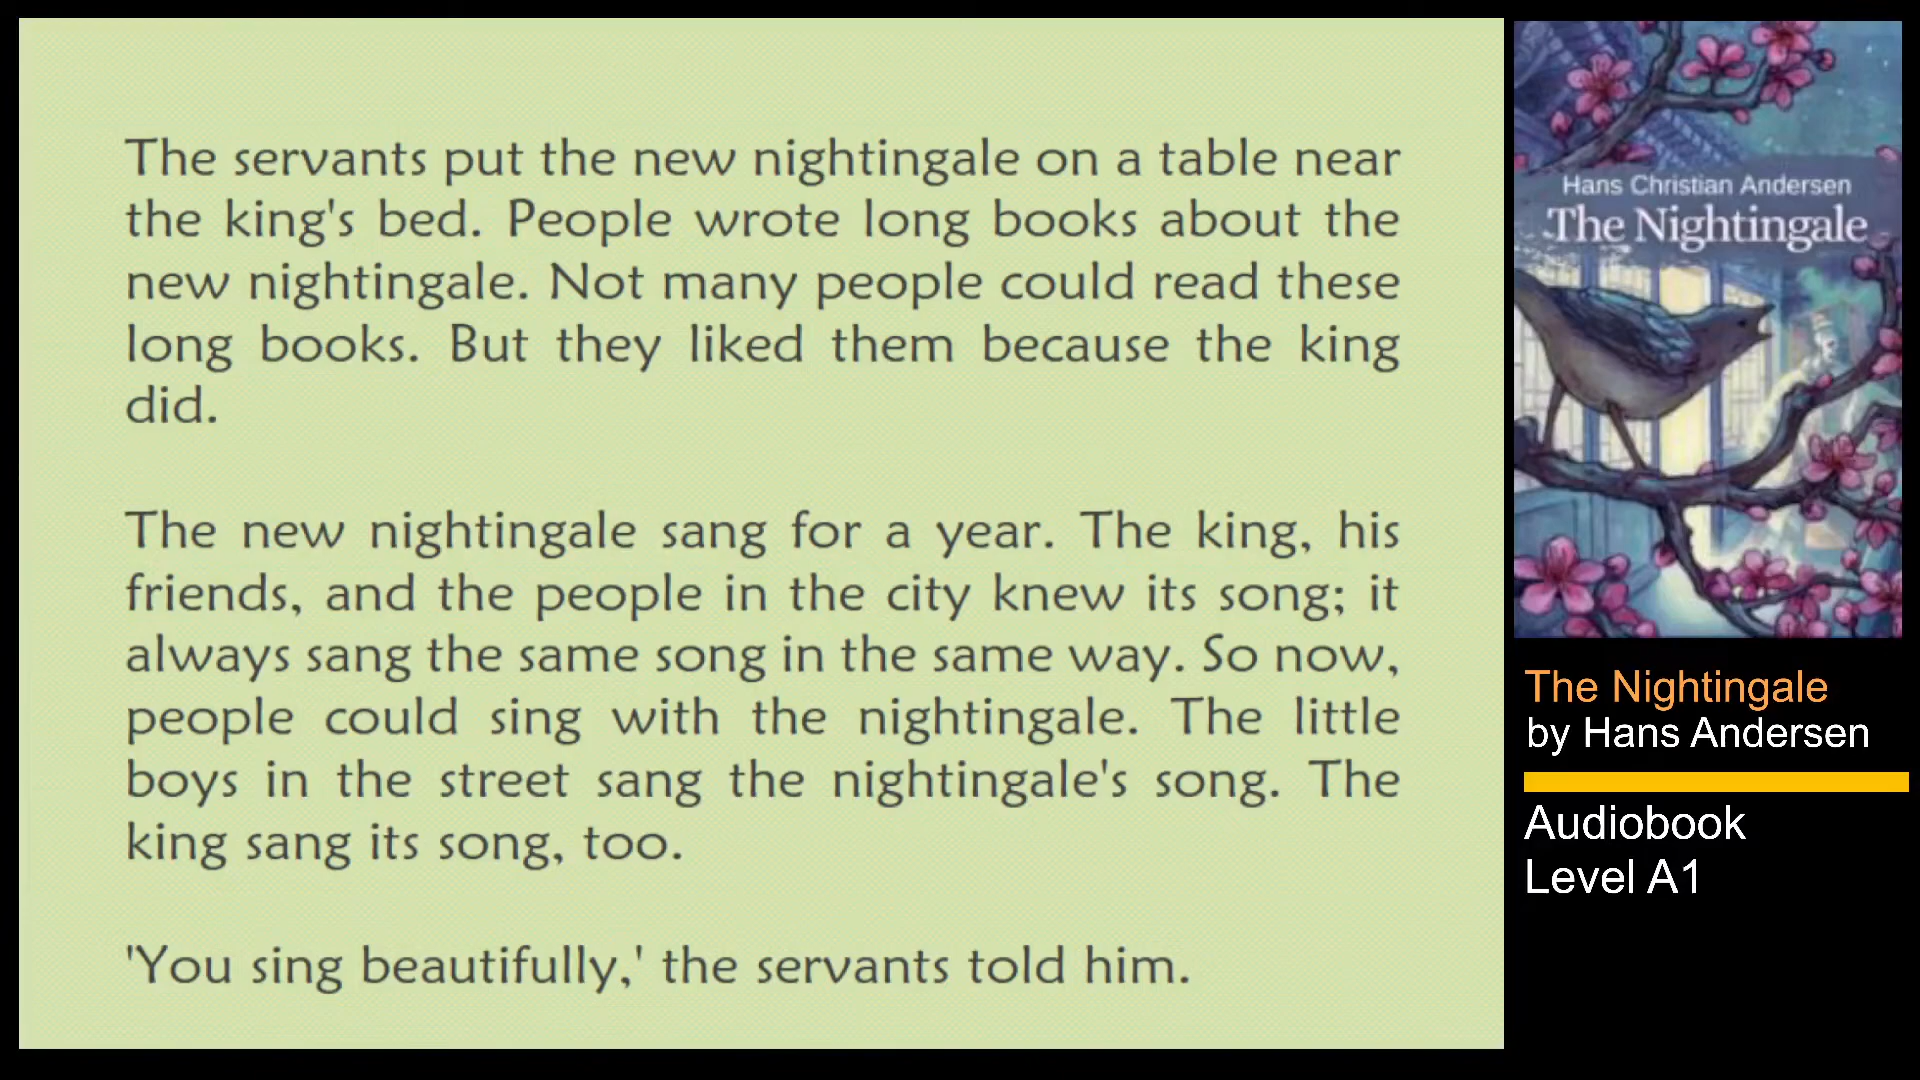 The servants put the new nightingale on a table near
the king's bed. People wrote long books about the
new nightingale. Not many people could read these
long books. But they liked them because the king
did.
The new nightingale sang for a year. The king, his
friends, and the people in the city knew its song; it
always sang the same song in the same way. So now,
people could sing with the nightingale. The little
boys in the street sang the nightingale's song. The
king sang its song, too.
'You sing beautifully,' the servants told him.
Hans Christian Andersen
The Nightingale
The Nightingale
by Hans Andersen
Audiobook
Level A1